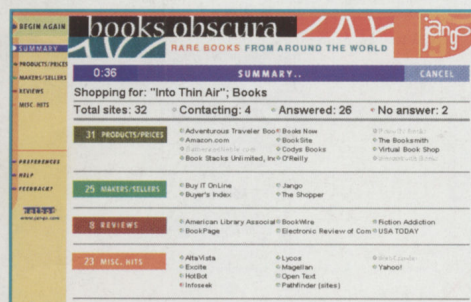 BEGIN AGAIN
SUMMARY
PRODUCTS/PRICES
MAKERS/SELLERS
REVIEWS
MISC. HITS
PREFERENCES
HELP
FEEDBACK?
www.jango.com
books obscura
RARE BOOKS FROM AROUND THE WORLD
jango
0:36 SUMMARY.. CANCEL
Shopping for: "Into Thin Air"; Books
Total sites: 32 Contacting: 4 Answered: 26 No answer: 2
31 PRODUCTS/PRICES
Adventurous Traveler Boo Books Now
Amazon.com BookSite The Booksmith
Codys Books Virtual Book Shop
Book Stacks Unlimited, Inc O'Reilly
25 MAKERS/SELLERS
Buy IT OnLine Jango
Buyer's Index The Shopper
8 REVIEWS
American Library Associat BookWire Fiction Addiction
BookPage Electronic Review of Com USA TODAY
23 MISC. HITS
AltaVista Lycos
Excite Magellan Yahoo!
HotBot Open Text
Infoseek Pathfinder (sites)